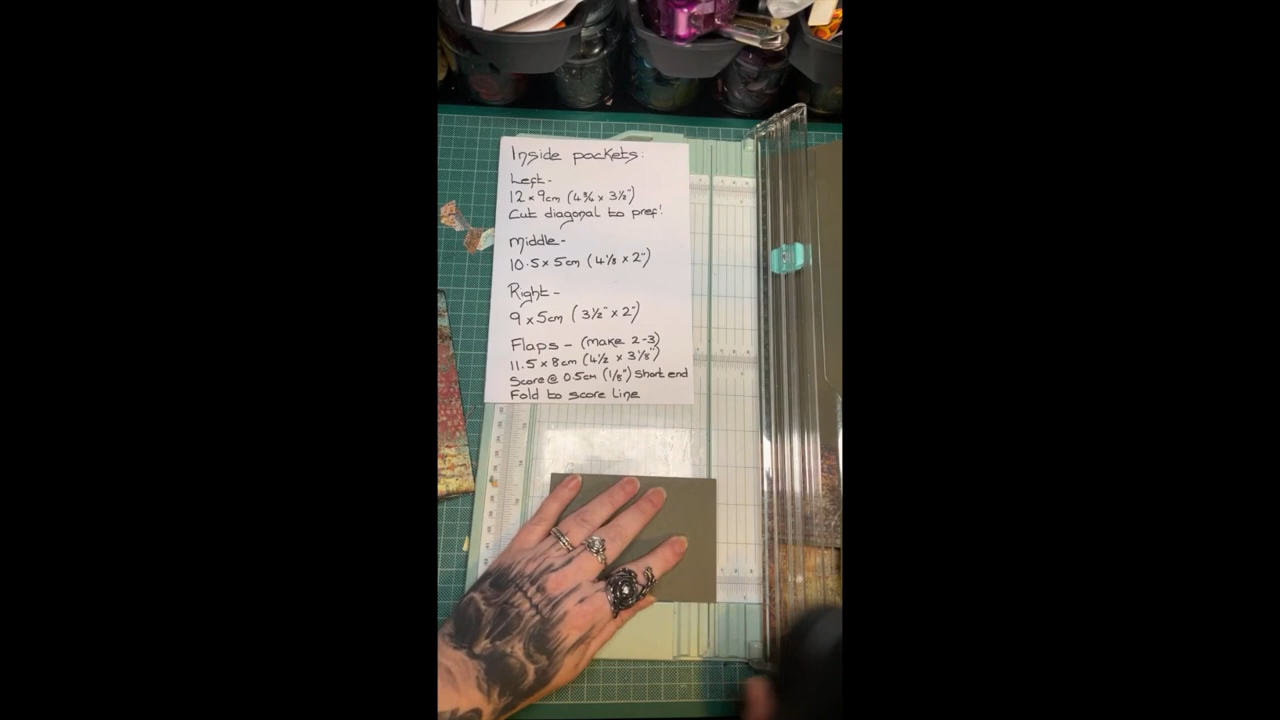 Inside pockets:
Left -
12 x 9cm (4¾ x 3½")
Cut diagonal to pref!
Middle -
10.5 x 5cm (4⅛ x 2")
Right -
9 x 5cm (3½" x 2")
Flaps - (make 2-3)
11.5 x 8cm (4½ x 3⅛")
Score @ 0.5cm (⅛") Short end
Fold to score line